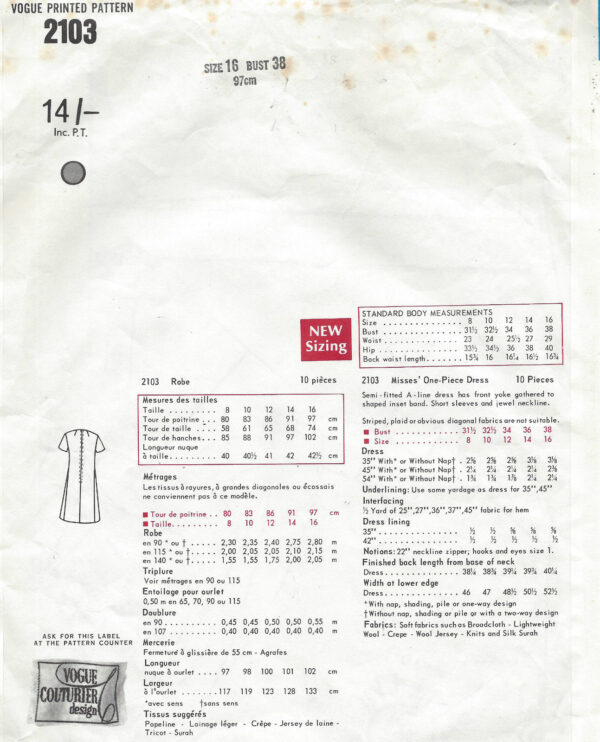 VOGUE PRINTED PATTERN
2103
SIZE 16 BUST 38
97cm
14/-
Inc. P.T.
NEW
Sizing
STANDARD BODY MEASUREMENTS
Size . . . . . . . . . . . . . . 8 10 12 14 16
Bust . . . . . . . . . . . . . . 31½ 32½ 34 36 38
Waist . . . . . . . . . . . . . 23 24 25½ 27 29
Hip . . . . . . . . . . . . . . . 33½ 34½ 36 38 40
Back waist length . . . . . 15¾ 16 16¼ 16½ 16¾
2103 Robe 10 pièces
Mesures des tailles
Taille . . . . . . . . . 8 10 12 14 16
Tour de poitrine . . . 80 83 86 91 97 cm
Tour de taille . . . . 58 61 65 68 74 cm
Tour de hanches . . . 85 88 91 97 102 cm
Longueur nuque
à taille . . . . . . . . 40 40½ 41 42 42½ cm
Métrages
Les tissus à rayures, à grandes diagonales ou écossais
ne conviennent pas à ce modèle.
■ Tour de poitrine . . 80 83 86 91 97 cm
■ Taille . . . . . . . . 8 10 12 14 16
Robe
en 90 * ou † . . . . . 2,30 2,35 2,40 2,75 2,80 m
en 115 * ou † . . . . 2,00 2,05 2,05 2,10 2,15 m
en 140 * ou † . . . . 1,55 1,55 1,75 2,00 2,05 m
Triplure
Voir métrages en 90 ou 115
Entoilage pour ourlet
0,50 m en 65, 70, 90 ou 115
Doublure
en 90 . . . . . . . . . 0,45 0,45 0,50 0,50 0,55 m
en 107 . . . . . . . . 0,40 0,40 0,40 0,40 0,40 m
Mercerie
Fermeture à glissière de 55 cm - Agrafes
Longueur
nuque à ourlet . . . . 97 98 100 101 102 cm
Largeur
à l'ourlet . . . . . . . 117 119 123 128 133 cm
*avec sens †sans sens
Tissus suggérés
Popeline - Lainage léger - Crêpe - Jersey de laine -
Tricot - Surah
2103 Misses' One-Piece Dress 10 Pieces
Semi-fitted A-line dress has front yoke gathered to
shaped inset band. Short sleeves and jewel neckline.
Striped, plaid or obvious diagonal fabrics are not suitable.
■ Bust . . . . . . . . . . . 31½ 32½ 34 36 38
■ Size . . . . . . . . . . . 8 10 12 14 16
Dress
35" With* or Without Nap† . 2⅝ 2⅝ 2⅝ 3⅛ 3⅛
45" With* or Without Nap† . 2¼ 2¼ 2¼ 2¼ 2⅜
54" With* or Without Nap† . 1¾ 1¾ 1⅞ 2¼ 2¼
Underlining: Use same yardage as dress for 35",45"
Interfacing
½ Yard of 25",27",36",37",45" fabric for hem
Dress lining
35" . . . . . . . . . . . . . . . ½ ½ ⅝ ⅝ ⅝
42" . . . . . . . . . . . . . . . ½ ½ ½ ½ ½
Notions: 22" neckline zipper; hooks and eyes size 1.
Finished back length from base of neck
Dress . . . . . . . . . . . . . 38¼ 38¾ 39¼ 39¾ 40¼
Width at lower edge
Dress . . . . . . . . . . . . . 46 47 48½ 50½ 52½
*With nap, shading, pile or one-way design
†Without nap, shading or pile or with a two-way design
Fabrics: Soft fabrics such as Broadcloth - Lightweight
Wool - Crepe - Wool Jersey - Knits and Silk Surah
ASK FOR THIS LABEL
AT THE PATTERN COUNTER
VOGUE
COUTURIER
design